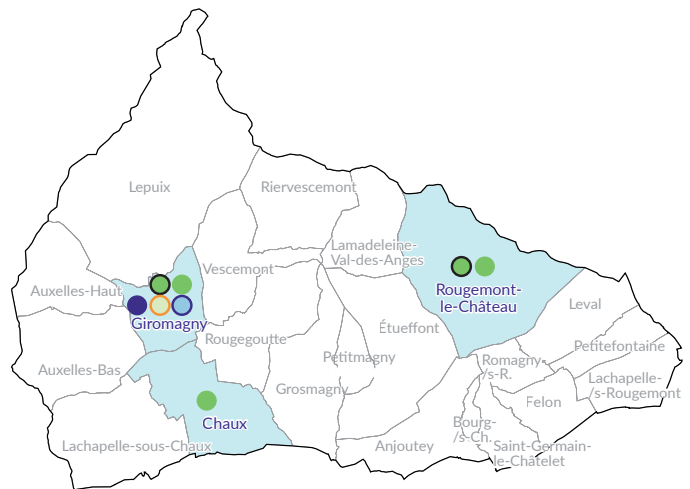 Lepuix
Riervescemont
Lamadeleine-
Val-des-Anges
Vescemont
Auxelles-Haut
Rougemont-
le-Château
Leval
Giromagny
Étueffont
Rougegoutte
Petitefontaine
Petitmagny
Romagny
/s-R.
Auxelles-Bas
Lachapelle-
/s-Rougemont
Grosmagny
Felon
Chaux
Bourg-
/s-Ch.
Lachapelle-sous-Chaux
Anjoutey
Saint-Germain-
le-Châtelet